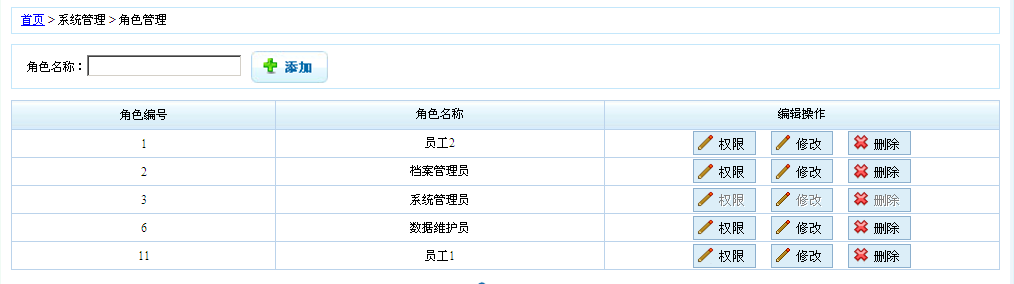 首页 > 系统管理 > 角色管理
角色名称： 添加
角色编号 角色名称 编辑操作
1 员工2 权限 修改 删除
2 档案管理员 权限 修改 删除
3 系统管理员 权限 修改 删除
6 数据维护员 权限 修改 删除
11 员工1 权限 修改 删除